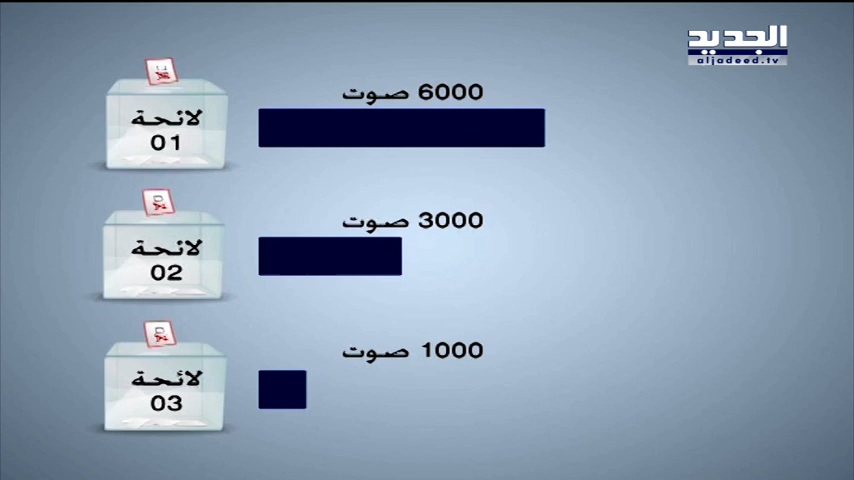 الجديد
aljadeed.tv
6000 صوت
لائحة
01
3000 صوت
لائحة
02
1000 صوت
لائحة
03